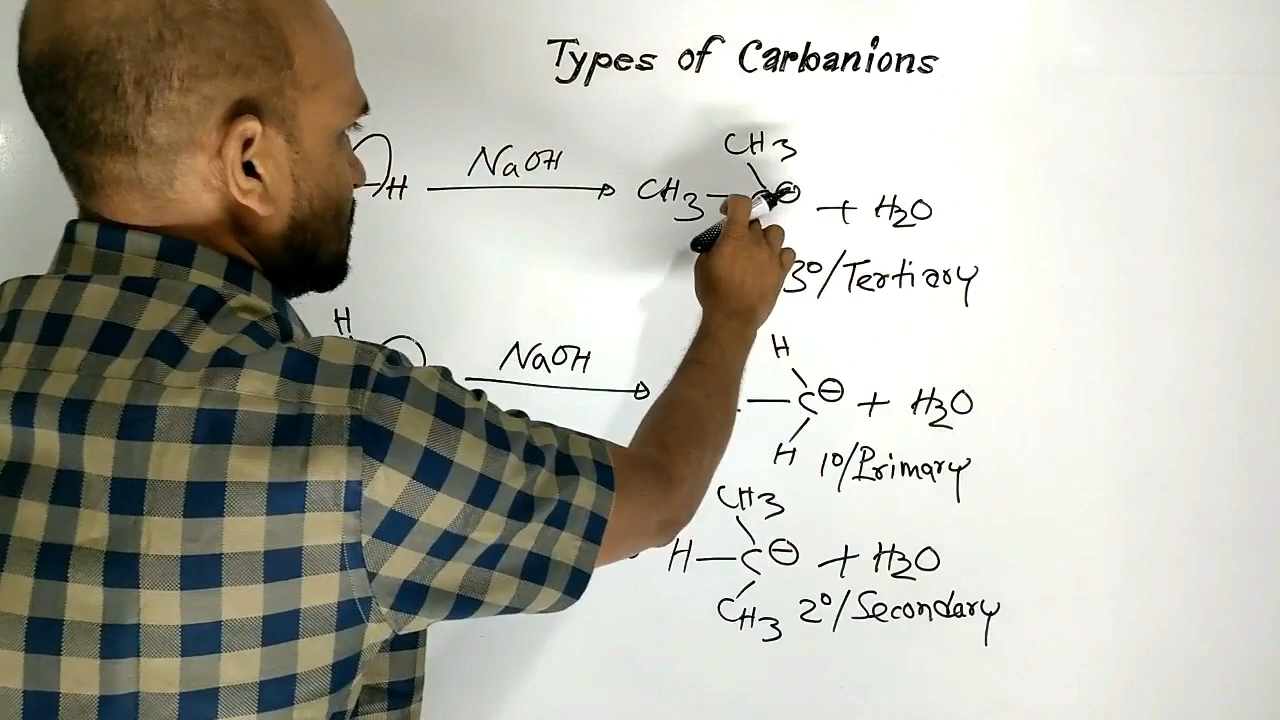 Types of Carbanions
CH3
H NaOH CH3 ⊖ + H2O
3°/Tertiary
H
H
NaOH C⊖ + H2O
H
1°/Primary
CH3
H C⊖ + H2O
CH3
2°/Secondary